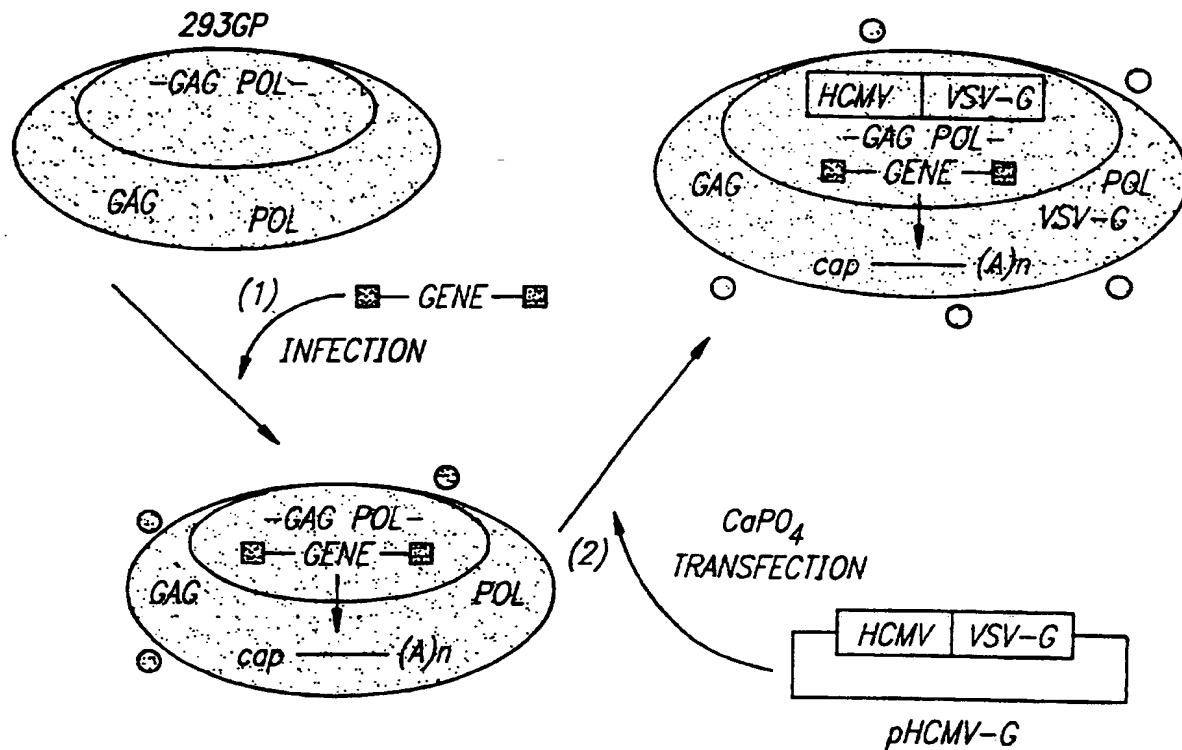 293GP
-GAG POL-
GAG
POL
(1)
GENE
INFECTION
-GAG POL-
GENE
GAG
POL
cap
(A)n
(2)
CaPO4
TRANSFECTION
HCMV
VSV-G
pHCMV-G
HCMV
VSV-G
-GAG POL-
GENE
GAG
POL
VSV-G
cap
(A)n